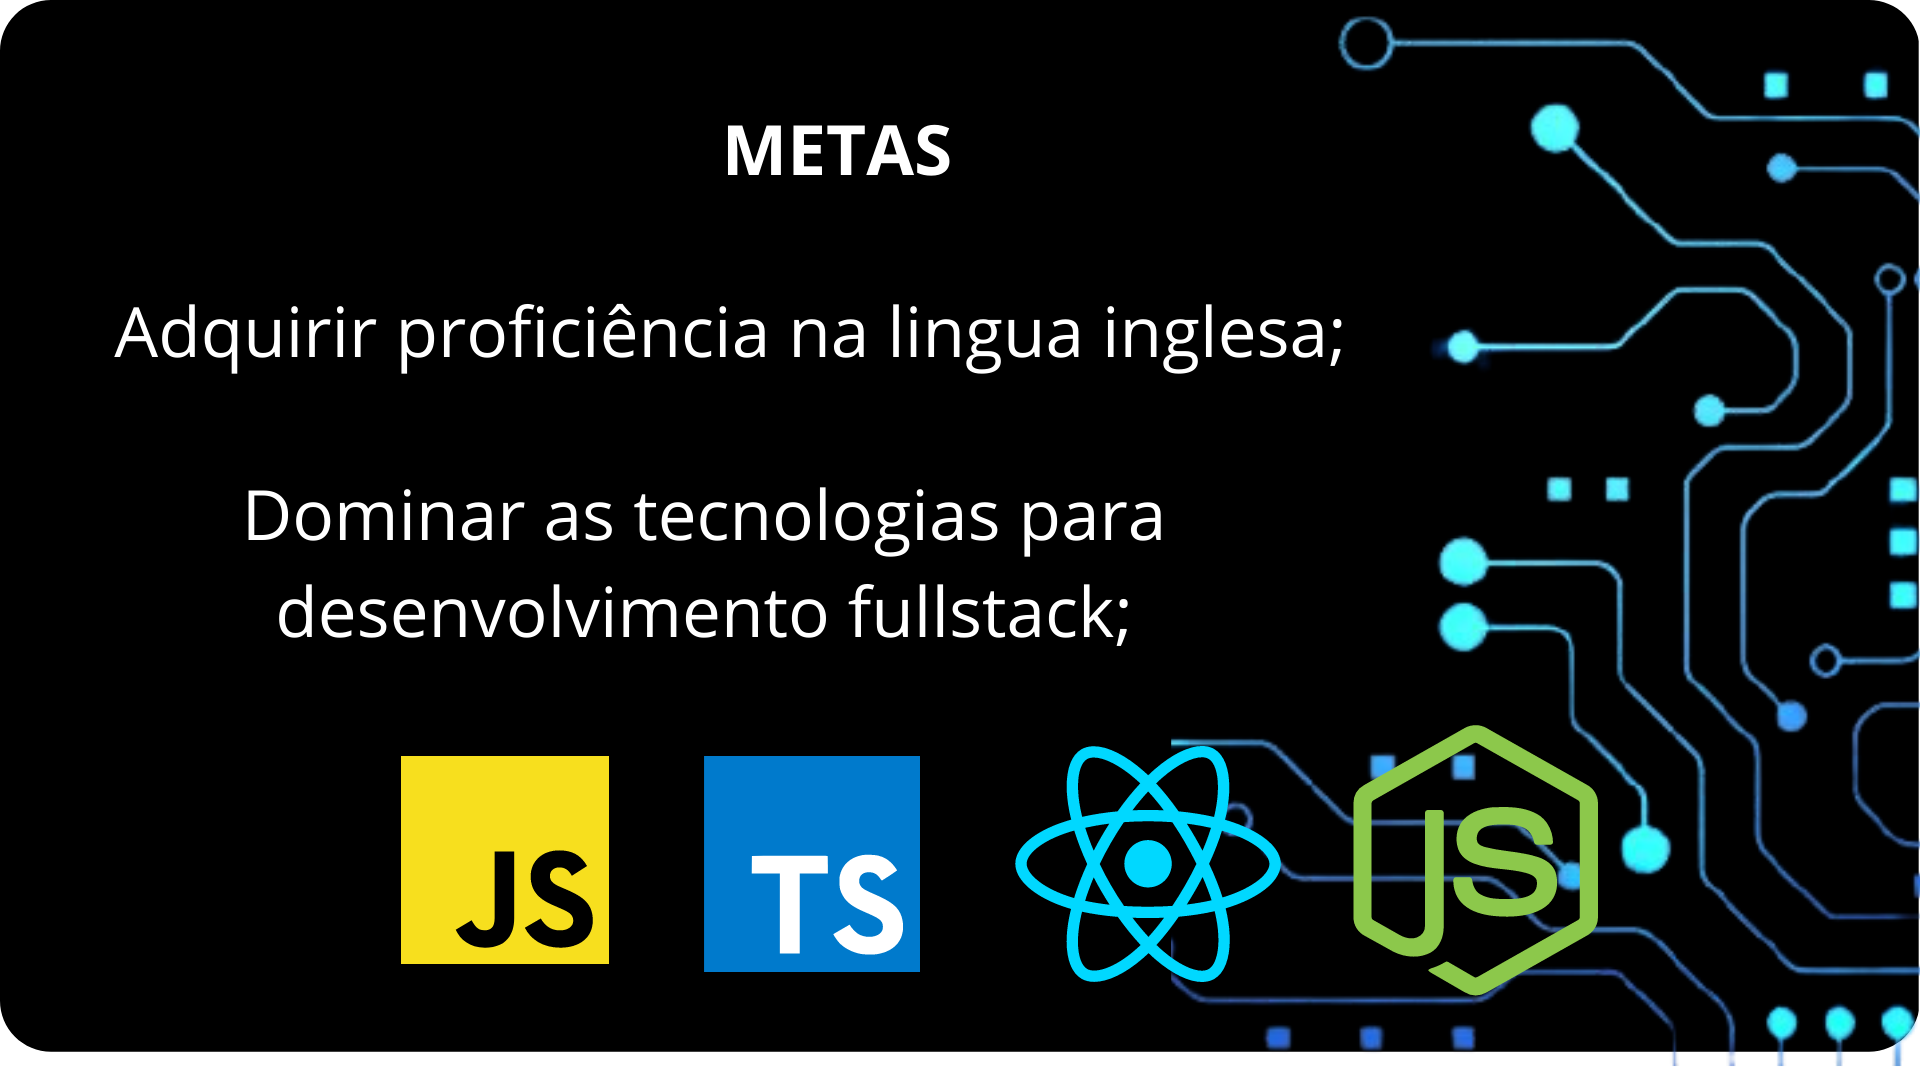 METAS
Adquirir proficiência na lingua inglesa;
Dominar as tecnologias para
desenvolvimento fullstack;
JS TS JS